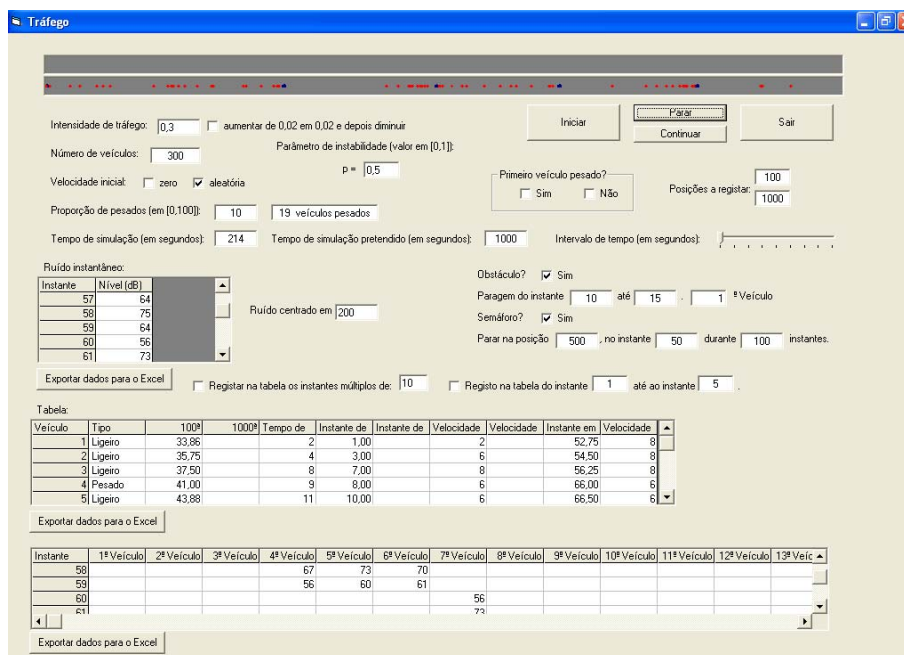 Tráfego
Intensidade de tráfego: 0,3 aumentar de 0,02 em 0,02 e depois diminuir
Iniciar
Parar
Continuar
Sair
Número de veículos: 300
Parâmetro de instabilidade (valor em [0,1]):
p = 0,5
Velocidade inicial: zero aleatória
Primeiro veículo pesado?
Sim Não
Posições a registar: 100
1000
Proporção de pesados (em [0,100]): 10 19 veículos pesados
Tempo de simulação (em segundos): 214 Tempo de simulação pretendido (em segundos): 1000 Intervalo de tempo (em segundos):
Ruído instantâneo:
Instante Nível (dB)
57 64
58 75
59 64
60 56
61 73
Ruído centrado em 200
Obstáculo? Sim
Paragem do instante 10 até 15 . 1 ª Veículo
Semáforo? Sim
Parar na posição 500 , no instante 50 durante 100 instantes.
Exportar dados para o Excel
Registar na tabela os instantes múltiplos de: 10 Registo na tabela do instante 1 até ao instante 5 .
Tabela:
Veículo Tipo 100ª 1000ª Tempo de Instante de Instante de Velocidade Velocidade Instante em Velocidade
1 Ligeiro 33,86 2 1,00 2 52,75 8
2 Ligeiro 35,75 4 3,00 6 54,50 8
3 Ligeiro 37,50 8 7,00 8 56,25 8
4 Pesado 41,00 9 8,00 6 66,00 6
5 Ligeiro 43,88 11 10,00 6 66,50 6
Exportar dados para o Excel
Instante 1ª Veículo 2ª Veículo 3ª Veículo 4ª Veículo 5ª Veículo 6ª Veículo 7ª Veículo 8ª Veículo 9ª Veículo 10ª Veículo 11ª Veículo 12ª Veículo 13ª Veíc
58 67 73 70
59 56 60 61
60 56
61 73
Exportar dados para o Excel